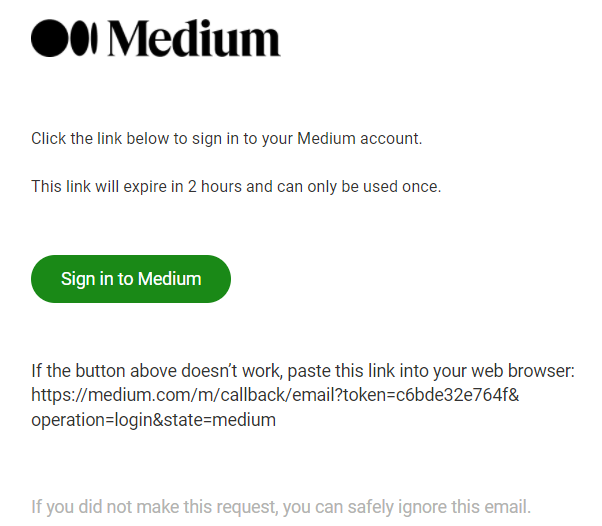 Medium
Click the link below to sign in to your Medium account.
This link will expire in 2 hours and can only be used once.
Sign in to Medium
If the button above doesn’t work, paste this link into your web browser:
https://medium.com/m/callback/email?token=c6bde32e764f&
operation=login&state=medium
If you did not make this request, you can safely ignore this email.